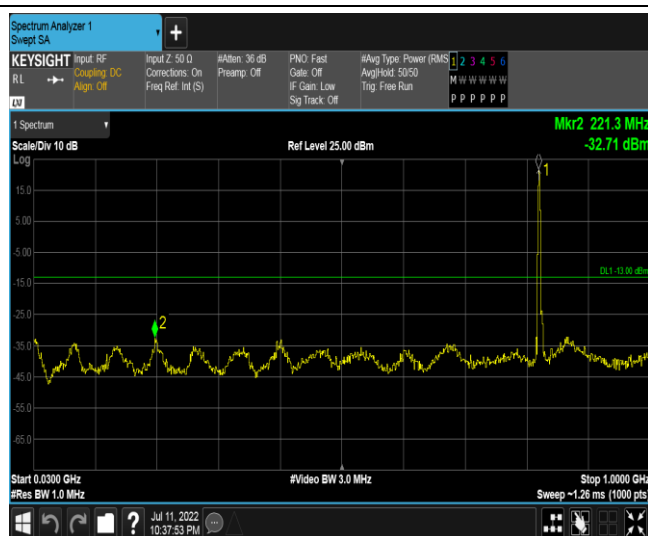 Spectrum Analyzer 1
Swept SA
+
KEYSIGHT
RL
LXI
Input: RF
Coupling: DC
Align: Off
Input Z: 50 Ω
Corrections: On
Freq Ref: Int (S)
#Atten: 36 dB
Preamp: Off
PNO: Fast
Gate: Off
IF Gain: Low
Sig Track: Off
#Avg Type: Power (RMS
Avg|Hold: 50/50
Trig: Free Run
1 2 3 4 5 6
M W W W W W
P P P P P P
1 Spectrum
Mkr2 221.3 MHz
Scale/Div 10 dB
Ref Level 25.00 dBm
-32.71 dBm
Log
1
15.0
5.00
-5.00
DL1 -13.00 dBm
-15.0
-25.0
2
-35.0
-45.0
-55.0
-65.0
Start 0.0300 GHz
#Video BW 3.0 MHz
Stop 1.0000 GHz
#Res BW 1.0 MHz
Sweep ~1.26 ms (1000 pts)
?
Jul 11, 2022
10:37:53 PM